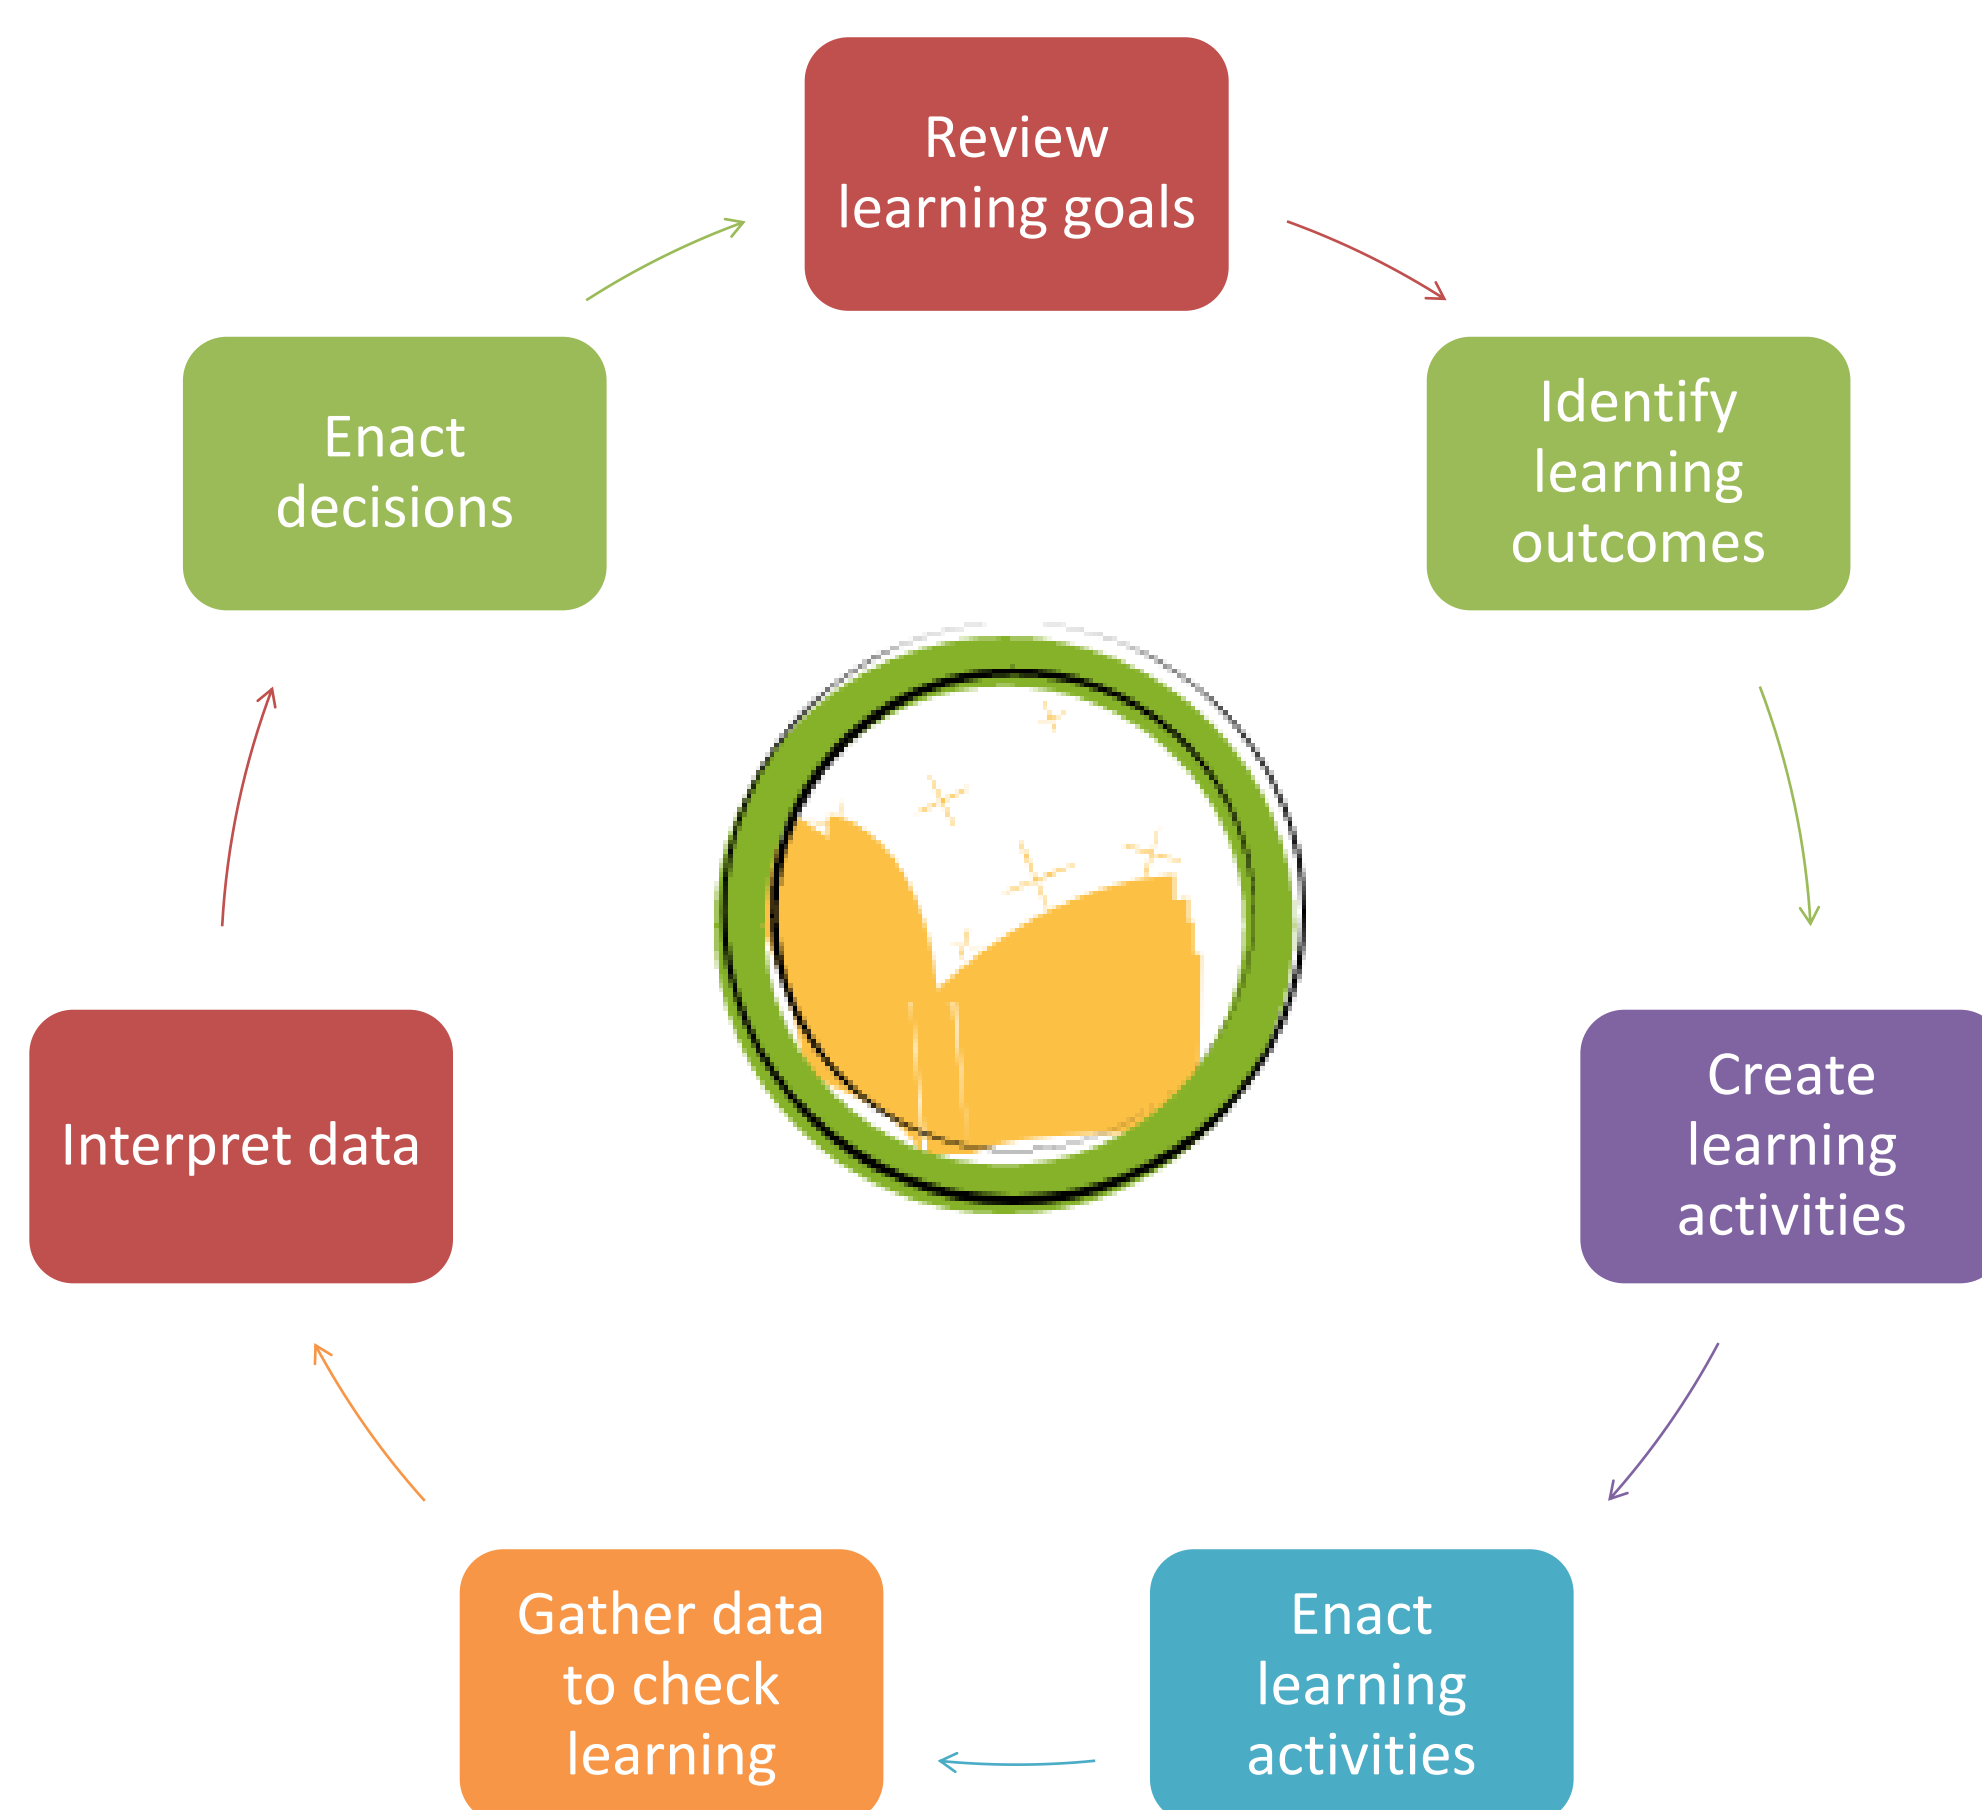 Review
learning goals
Identify
learning
outcomes
Create
learning
activities
Enact
learning
activities
Gather data
to check
learning
Interpret data
Enact
decisions